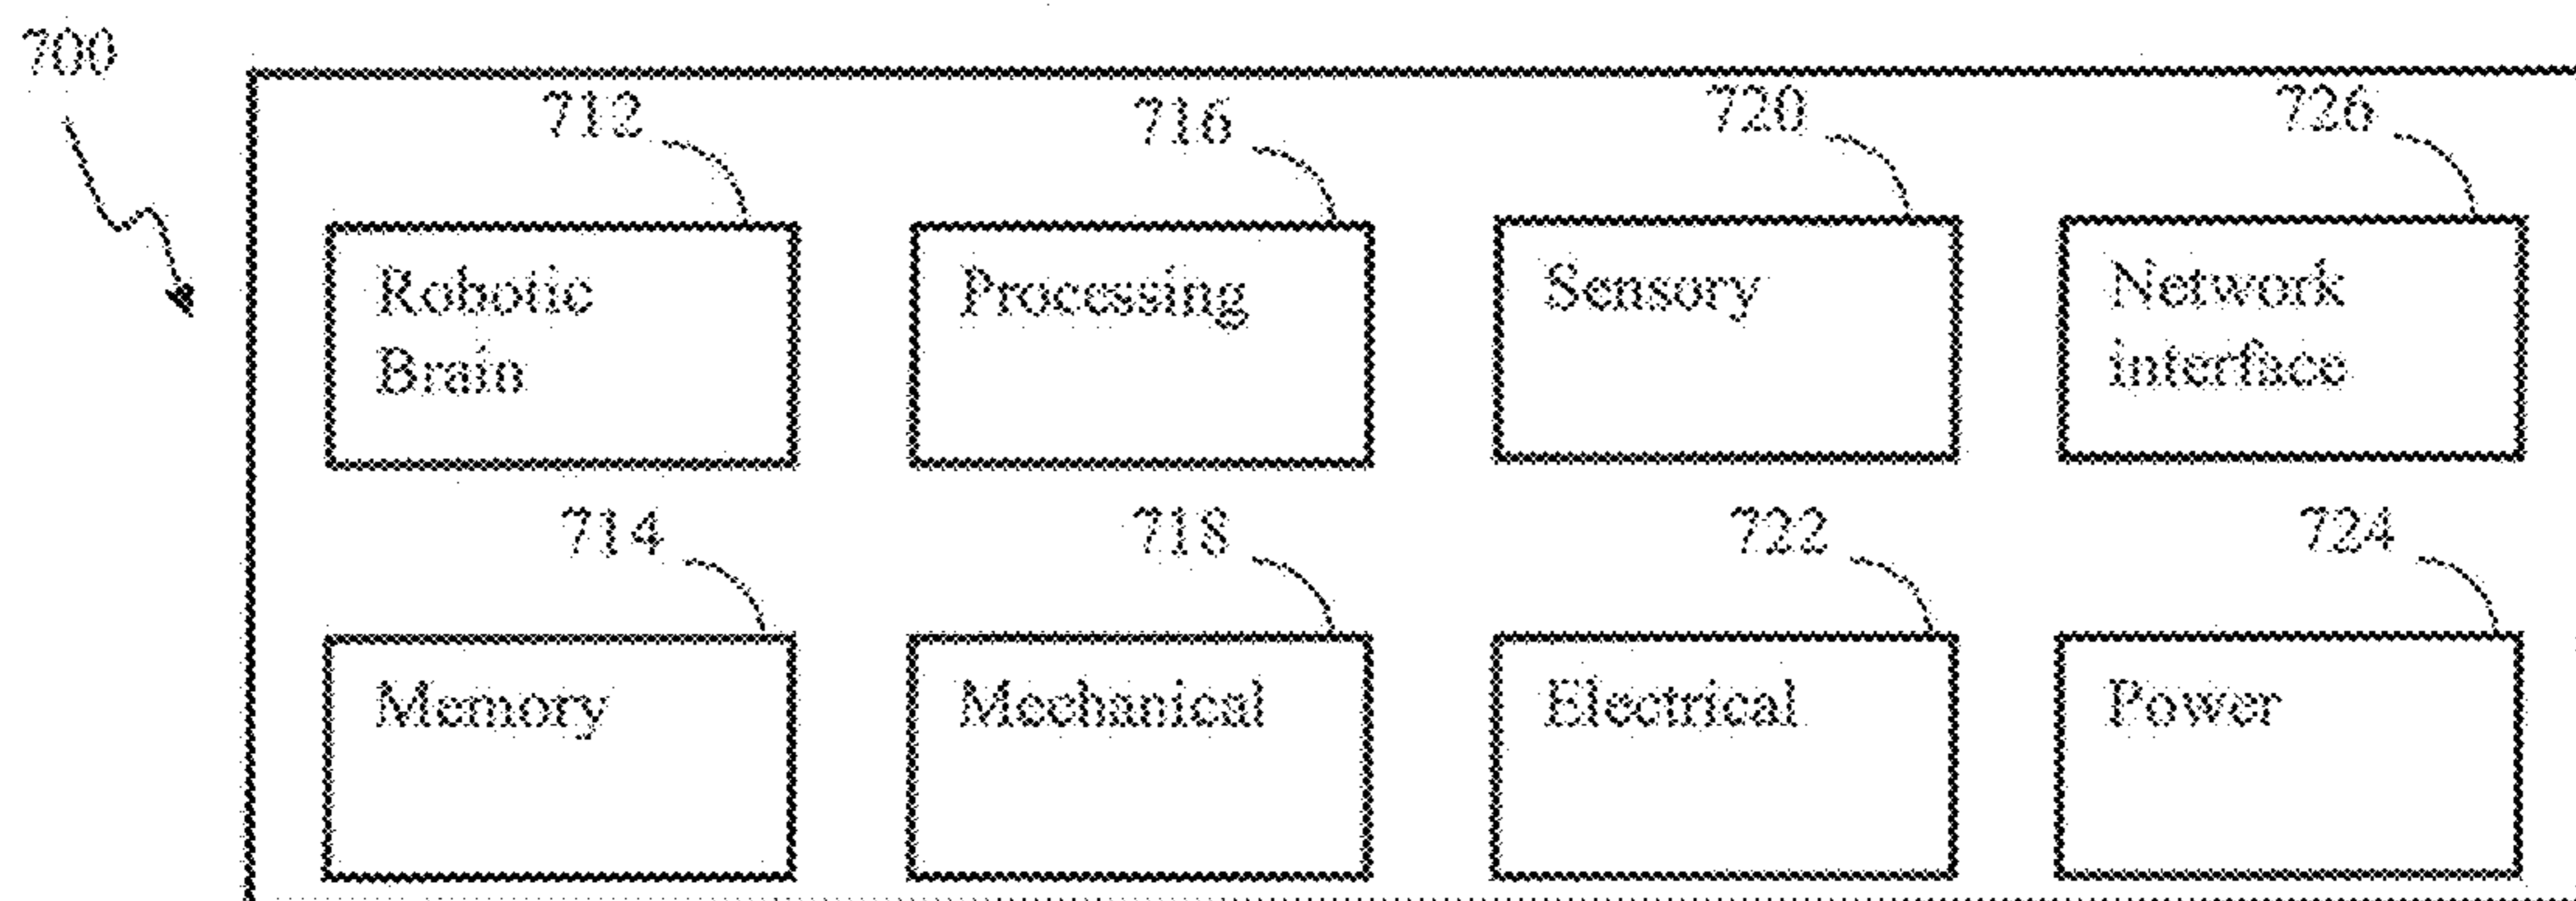 700
712
716
720
726
Robotic
Brain
Processing
Sensory
Network
interface
714
718
722
724
Memory
Mechanical
Electrical
Power